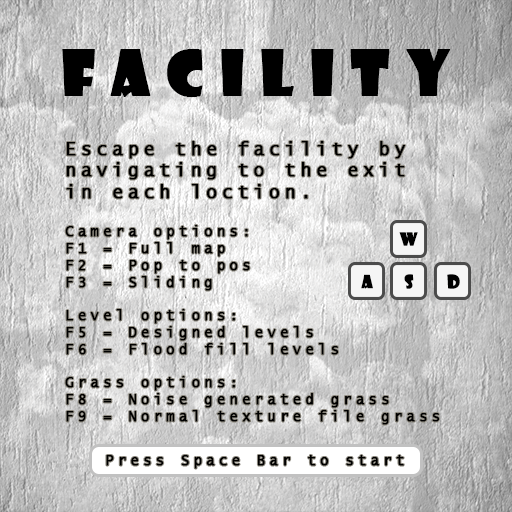 FACILITY
Escape the facility by
navigating to the exit
in each loction.
Camera options:
F1 = Full map
F2 = Pop to pos
F3 = Sliding
W
A S D
Level options:
F5 = Designed levels
F6 = Flood fill levels
Grass options:
F8 = Noise generated grass
F9 = Normal texture file grass
Press Space Bar to start